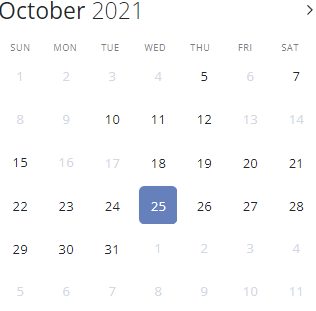 October 2021
SUN MON TUE WED THU FRI SAT
1 2 3 4 5 6 7
8 9 10 11 12 13 14
15 16 17 18 19 20 21
22 23 24 25 26 27 28
29 30 31 1 2 3 4
5 6 7 8 9 10 11